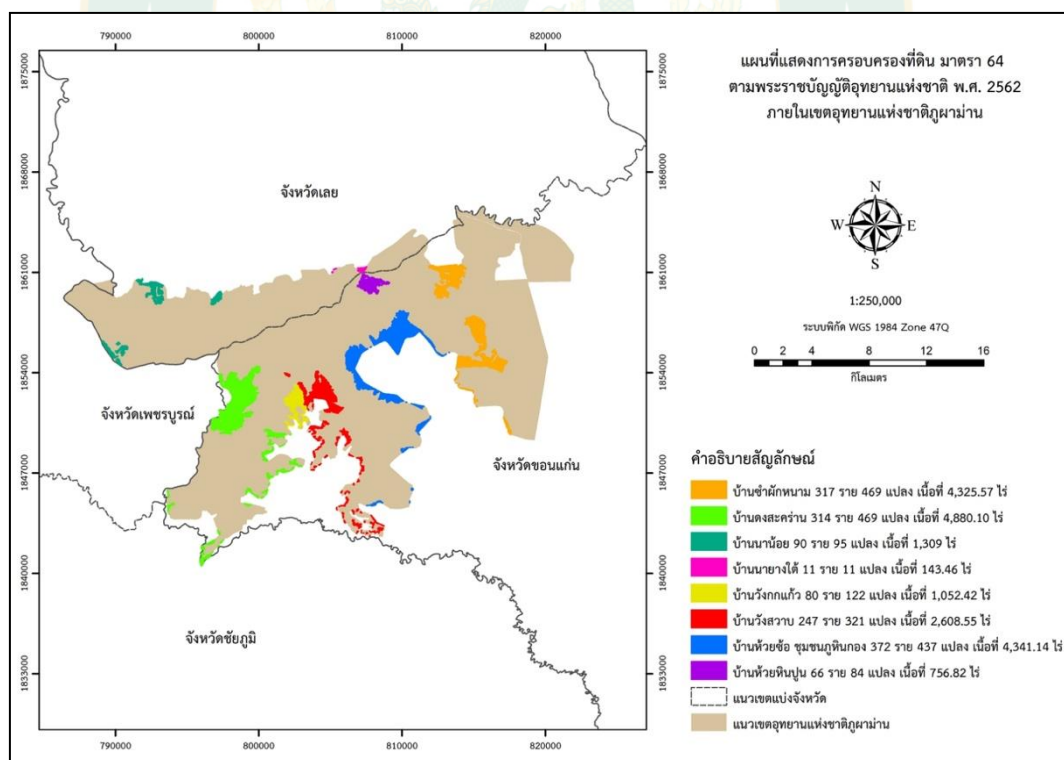 แผนที่แสดงการครอบครองที่ดิน มาตรา 64
ตามพระราชบัญญัติอุทยานแห่งชาติ พ.ศ. 2562
ภายในเขตอุทยานแห่งชาติภูผาม่าน
790000 800000 810000 820000
1875000 1875000
1868000 1868000
1861000 1861000
1854000 1854000
1847000 1847000
1840000 1840000
1833000 1833000
790000 800000 810000 820000
จังหวัดเลย
จังหวัดเพชรบูรณ์
จังหวัดขอนแก่น
จังหวัดชัยภูมิ
N
W E
S
1:250,000
ระบบพิกัด WGS 1984 Zone 47Q
0 2 4 8 12 16
กิโลเมตร
คำอธิบายสัญลักษณ์
บ้านซำผักหนาม 317 ราย 469 แปลง เนื้อที่ 4,325.57 ไร่
บ้านดงสะคร่าน 314 ราย 469 แปลง เนื้อที่ 4,880.10 ไร่
บ้านนาน้อย 90 ราย 95 แปลง เนื้อที่ 1,309 ไร่
บ้านนายางใต้ 11 ราย 11 แปลง เนื้อที่ 143.46 ไร่
บ้านวังกกแก้ว 80 ราย 122 แปลง เนื้อที่ 1,052.42 ไร่
บ้านวังสวาบ 247 ราย 321 แปลง เนื้อที่ 2,608.55 ไร่
บ้านห้วยซ้อ ชุมชนภูหินกอง 372 ราย 437 แปลง เนื้อที่ 4,341.14 ไร่
บ้านห้วยหินปูน 66 ราย 84 แปลง เนื้อที่ 756.82 ไร่
แนวเขตแบ่งจังหวัด
แนวเขตอุทยานแห่งชาติภูผาม่าน